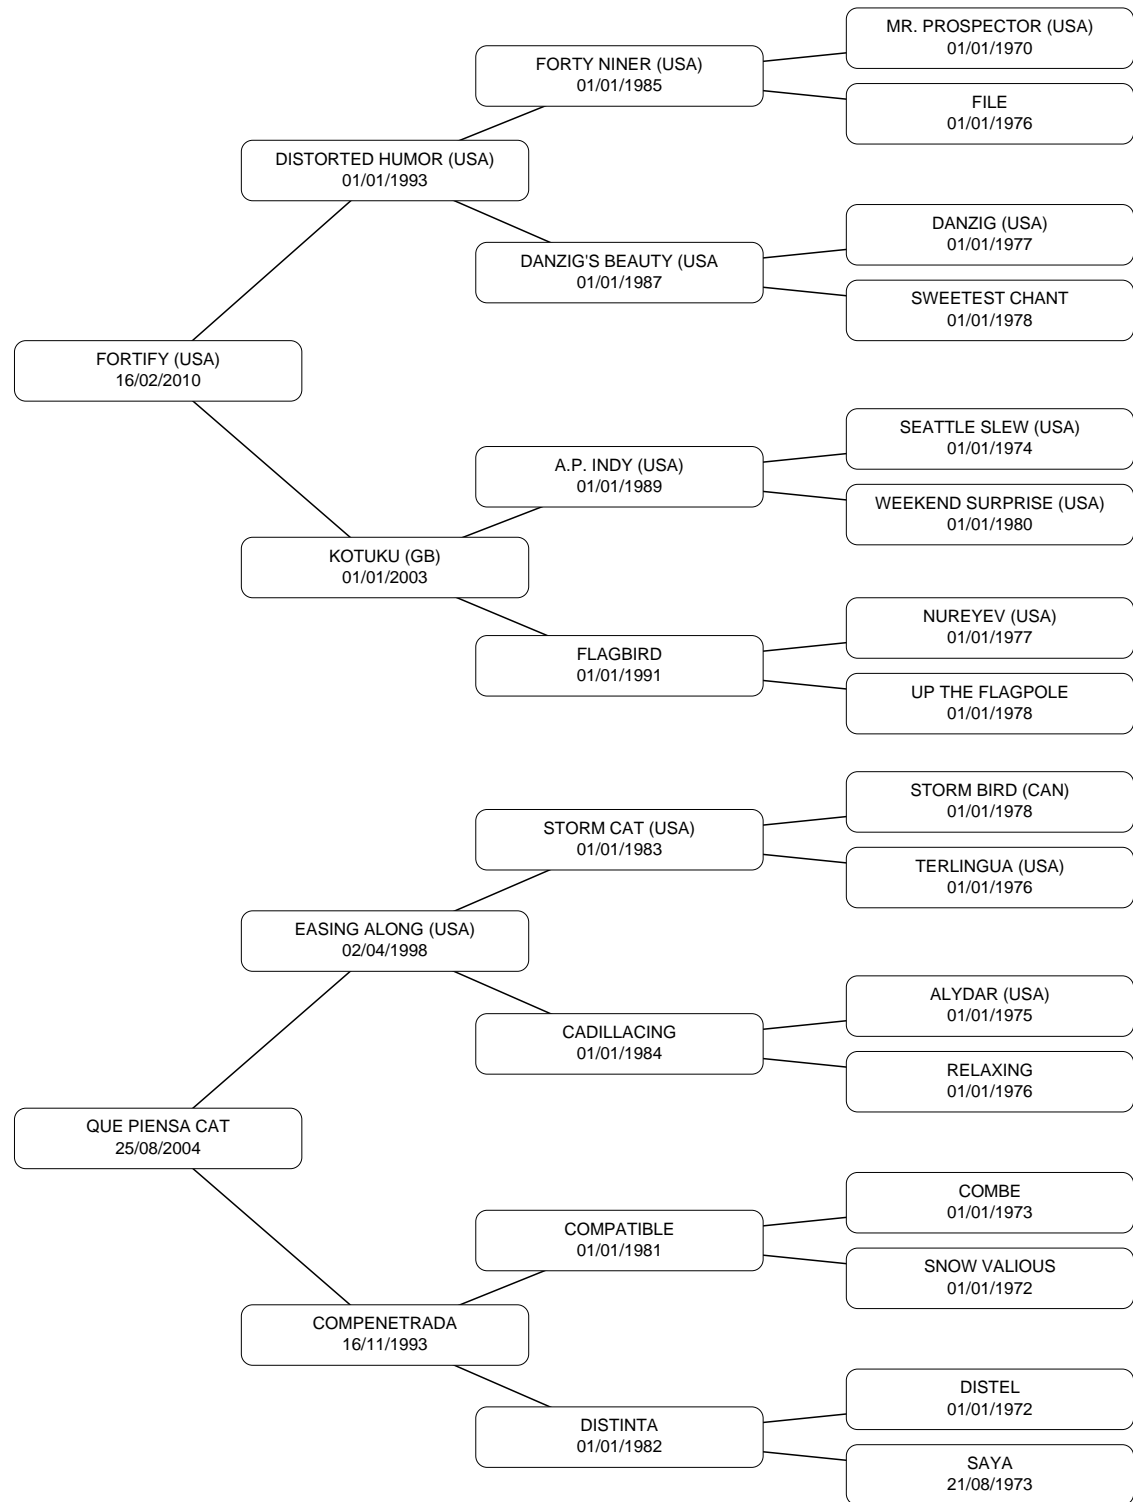 MR. PROSPECTOR (USA)
01/01/1970
FORTY NINER (USA)
01/01/1985
FILE
01/01/1976
DISTORTED HUMOR (USA)
01/01/1993
DANZIG (USA)
01/01/1977
DANZIG'S BEAUTY (USA
01/01/1987
SWEETEST CHANT
01/01/1978
FORTIFY (USA)
16/02/2010
SEATTLE SLEW (USA)
01/01/1974
A.P. INDY (USA)
01/01/1989
WEEKEND SURPRISE (USA)
01/01/1980
KOTUKU (GB)
01/01/2003
NUREYEV (USA)
01/01/1977
FLAGBIRD
01/01/1991
UP THE FLAGPOLE
01/01/1978
STORM BIRD (CAN)
01/01/1978
STORM CAT (USA)
01/01/1983
TERLINGUA (USA)
01/01/1976
EASING ALONG (USA)
02/04/1998
ALYDAR (USA)
01/01/1975
CADILLACING
01/01/1984
RELAXING
01/01/1976
QUE PIENSA CAT
25/08/2004
COMBE
01/01/1973
COMPATIBLE
01/01/1981
SNOW VALIOUS
01/01/1972
COMPENETRADA
16/11/1993
DISTEL
01/01/1972
DISTINTA
01/01/1982
SAYA
21/08/1973